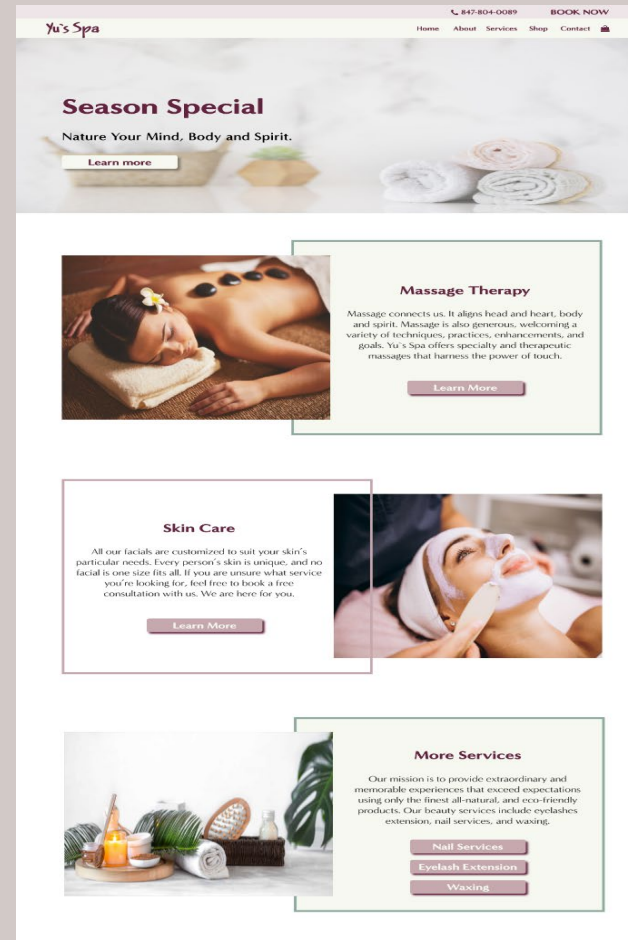 847-804-0089 BOOK NOW
Yu`s Spa
Home About Services Shop Contact
Season Special
Nature Your Mind, Body and Spirit.
Learn more
Massage Therapy
Massage connects us. It aligns head and heart, body
and spirit. Massage is also generous, welcoming a
variety of techniques, practices, enhancements, and
goals. Yu`s Spa offers specialty and therapeutic
massages that harness the power of touch.
Learn More
Skin Care
All our facials are customized to suit your skin's
particular needs. Every person's skin is unique, and no
facial is one size fits all. If you are unsure what service
you're looking for, feel free to book a free
consultation with us. We are here for you.
Learn More
More Services
Our mission is to provide extraordinary and
memorable experiences that exceed expectations
using only the finest all-natural, and eco-friendly
products. Our beauty services include eyelashes
extension, nail services, and waxing.
Nail Services
Eyelash Extension
Waxing